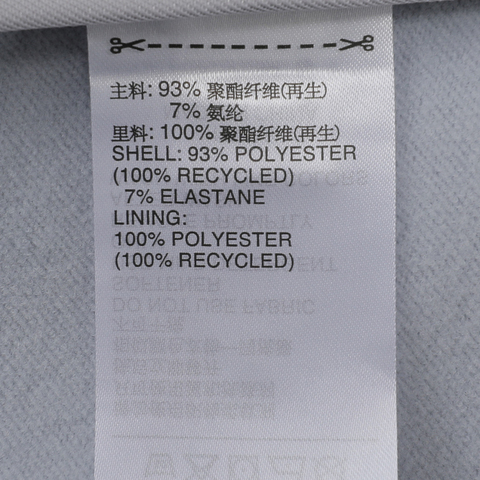 主料: 93% 聚酯纤维(再生)
7% 氨纶
里料: 100% 聚酯纤维(再生)
SHELL: 93% POLYESTER
(100% RECYCLED)
7% ELASTANE
LINING:
100% POLYESTER
(100% RECYCLED)